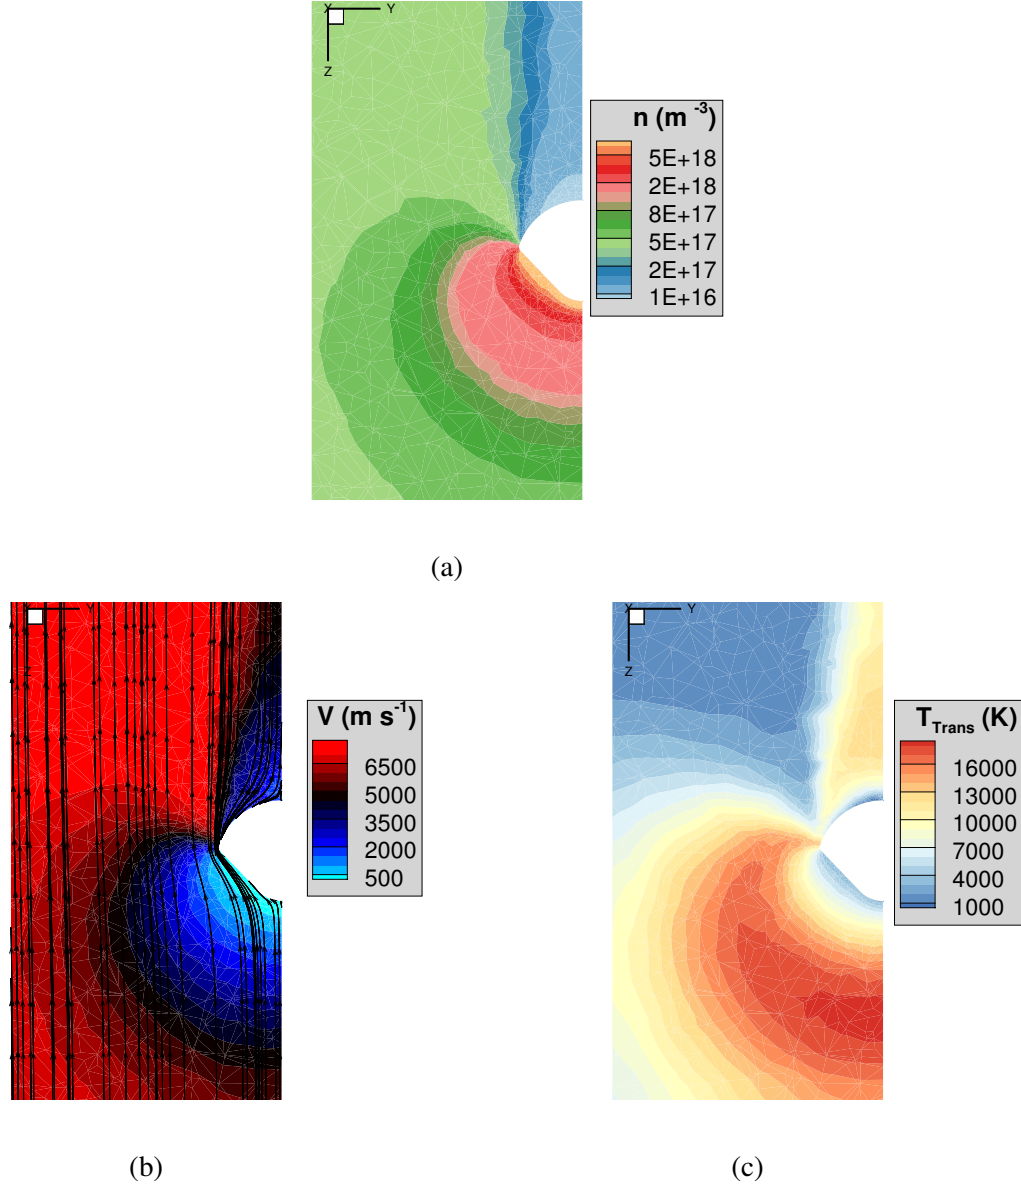 X Y
Z
n (m -3)
5E+18
2E+18
8E+17
5E+17
2E+17
1E+16
(a)
X Y
Z
V (m s-1)
6500
5000
3500
2000
500
(b)
X Y
Z
TTrans (K)
16000
13000
10000
7000
4000
1000
(c)